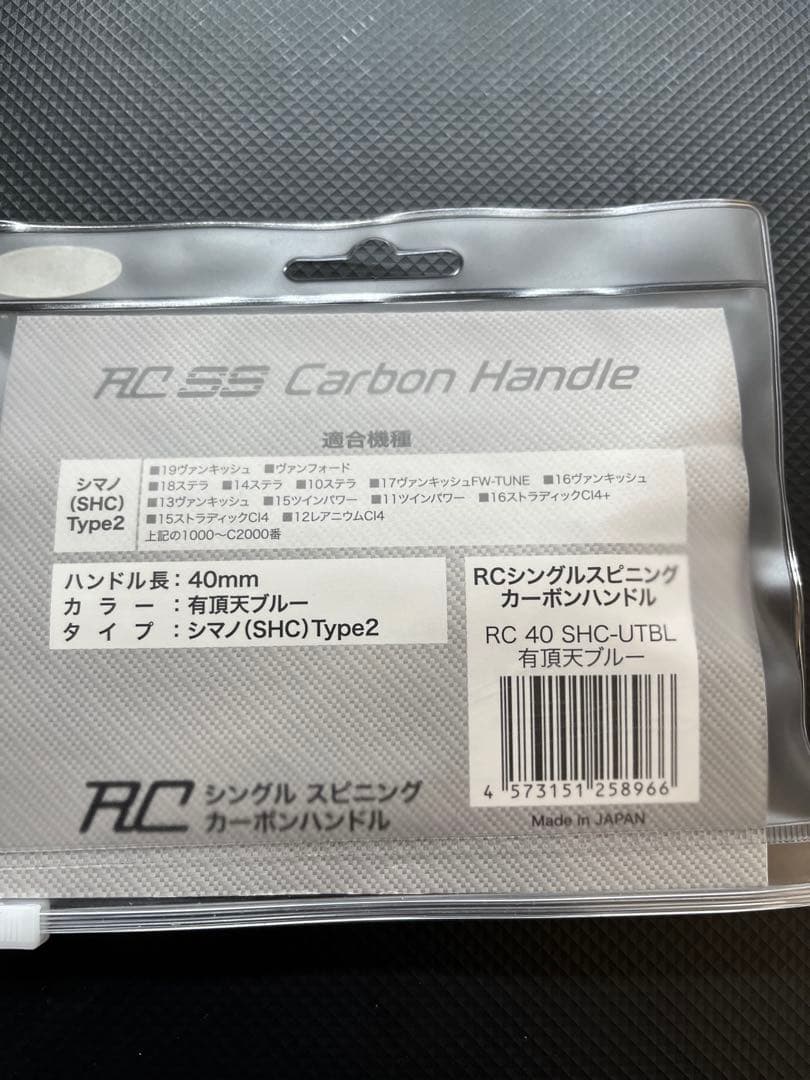 RC SS Carbon Handle
適合機種
シマノ
(SHC)
Type2
■19ヴァンキッシュ ■ヴァンフォード
■18ステラ ■14ステラ ■10ステラ ■17ヴァンキッシュFW-TUNE ■16ヴァンキッシュ
■13ヴァンキッシュ ■15ツインパワー ■11ツインパワー ■16ストラディックCI4+
■15ストラディックCI4 ■12レアニウムCI4
上記の1000〜C2000番
ハンドル長：40mm
カラー：有頂天ブルー
タイプ：シマノ(SHC)Type2
RCシングルスピニング
カーボンハンドル
RC 40 SHC-UTBL
有頂天ブルー
4 573151 258966
Made in JAPAN
RC シングル スピニング
カーボンハンドル